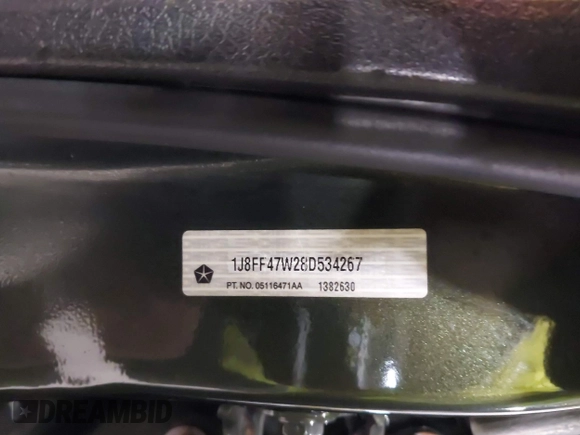 1J8FF47W28D534267
PT. NO. 05116471AA 1382630
DREAMBID